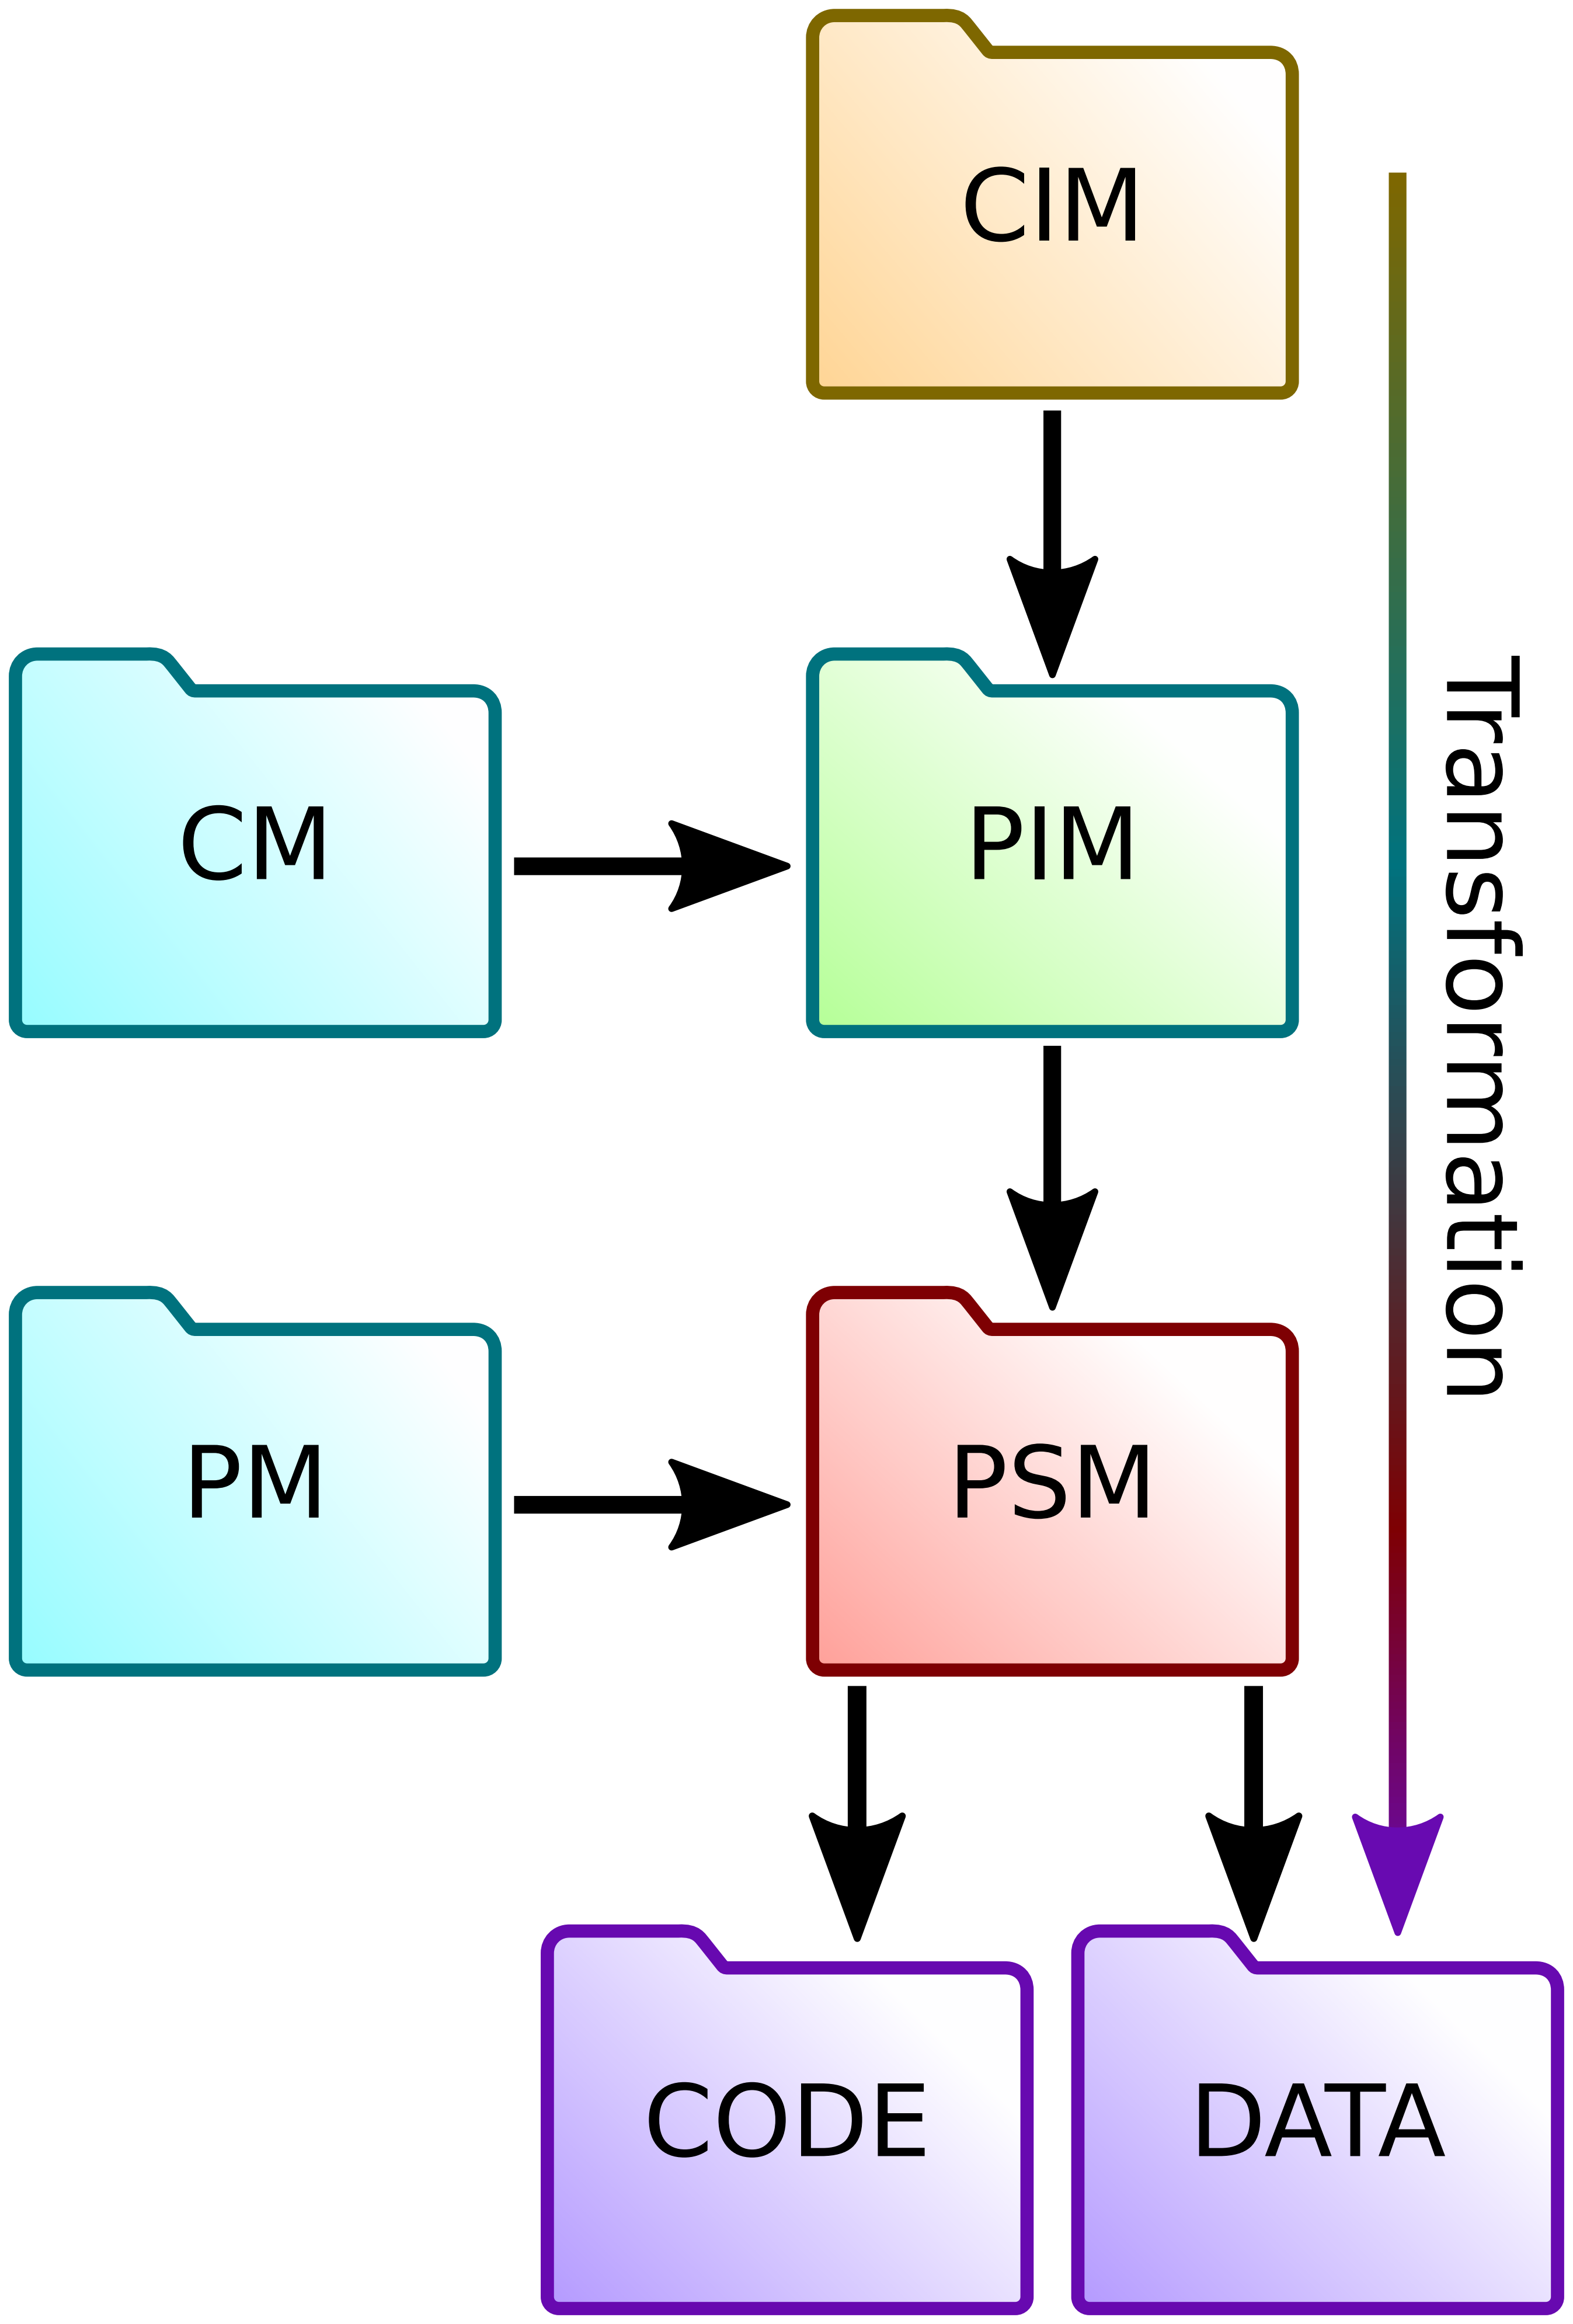 CIM
CM
PIM
Transformation
PM
PSM
CODE
DATA